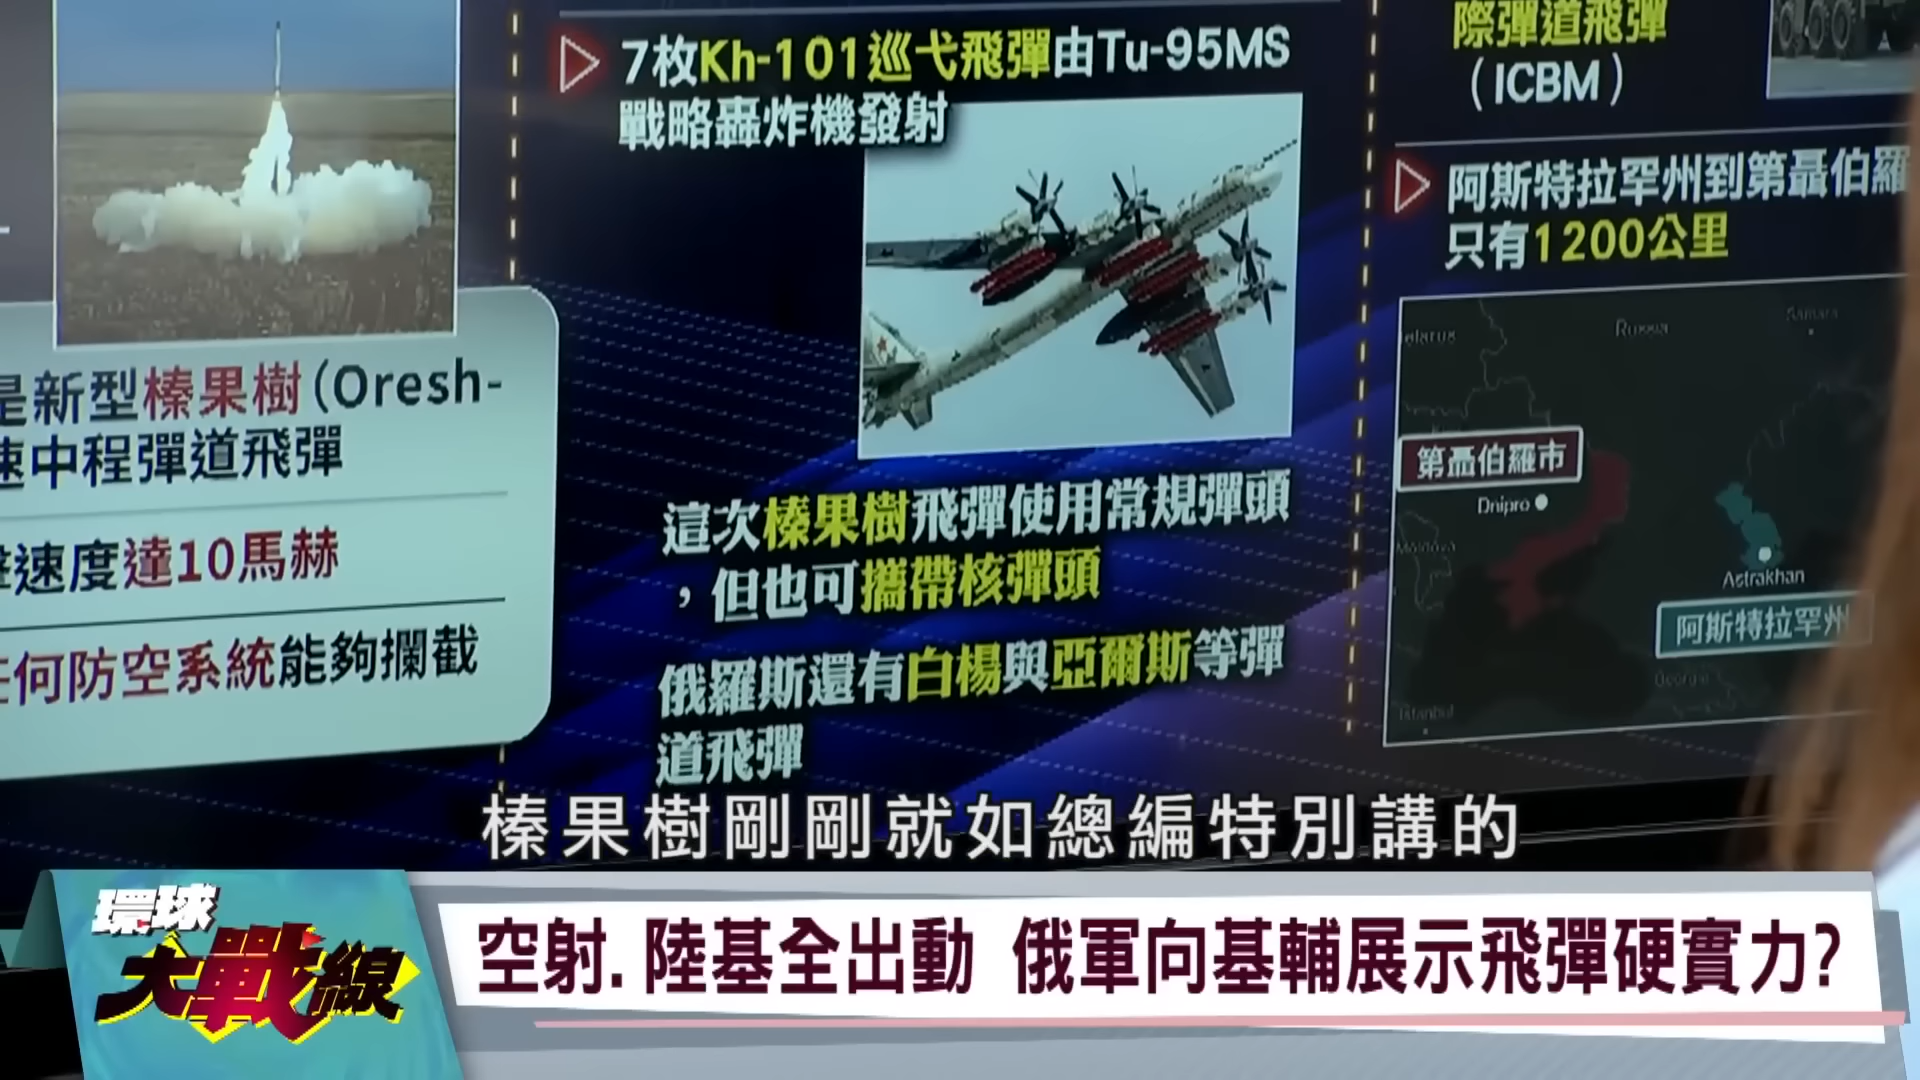 是新型榛果樹(Oresh-
速中程彈道飛彈
擊速度達10馬赫
任何防空系統能夠攔截
7枚Kh-101巡弋飛彈由Tu-95MS
戰略轟炸機發射
這次榛果樹飛彈使用常規彈頭
，但也可攜帶核彈頭
俄羅斯還有白楊與亞爾斯等彈
道飛彈
際彈道飛彈
(ICBM)
阿斯特拉罕州到第聶伯羅
只有1200公里
elarus
Russia
Samara
第聶伯羅市
Dnipro
Moldova
Astrakhan
阿斯特拉罕州
Georgia
Istanbul
榛果樹剛剛就如總編特別講的
環球
大戰線
空射.陸基全出動 俄軍向基輔展示飛彈硬實力?